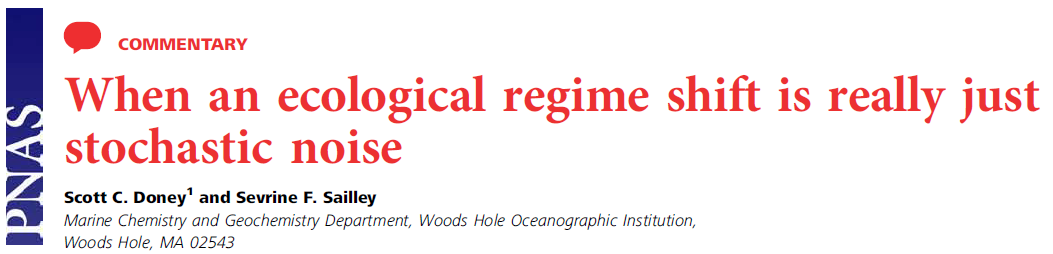 PNAS
COMMENTARY
When an ecological regime shift is really just
stochastic noise
Scott C. Doney1 and Sevrine F. Sailley
Marine Chemistry and Geochemistry Department, Woods Hole Oceanographic Institution,
Woods Hole, MA 02543